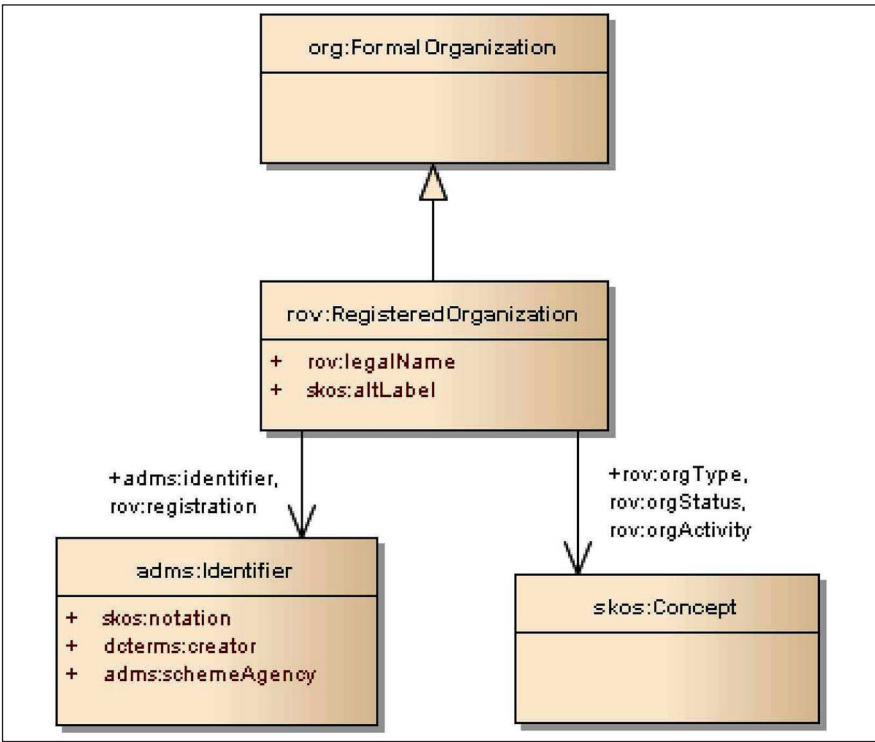 org:FormalOrganization
rov:RegisteredOrganization
+ rov:legalName
+ skos:altLabel
+adms:identifier,
rov:registration
+rov:orgType,
rov:orgStatus,
rov:orgActivity
adms:Identifier
+ skos:notation
+ dcterms:creator
+ adms:schemeAgency
skos:Concept